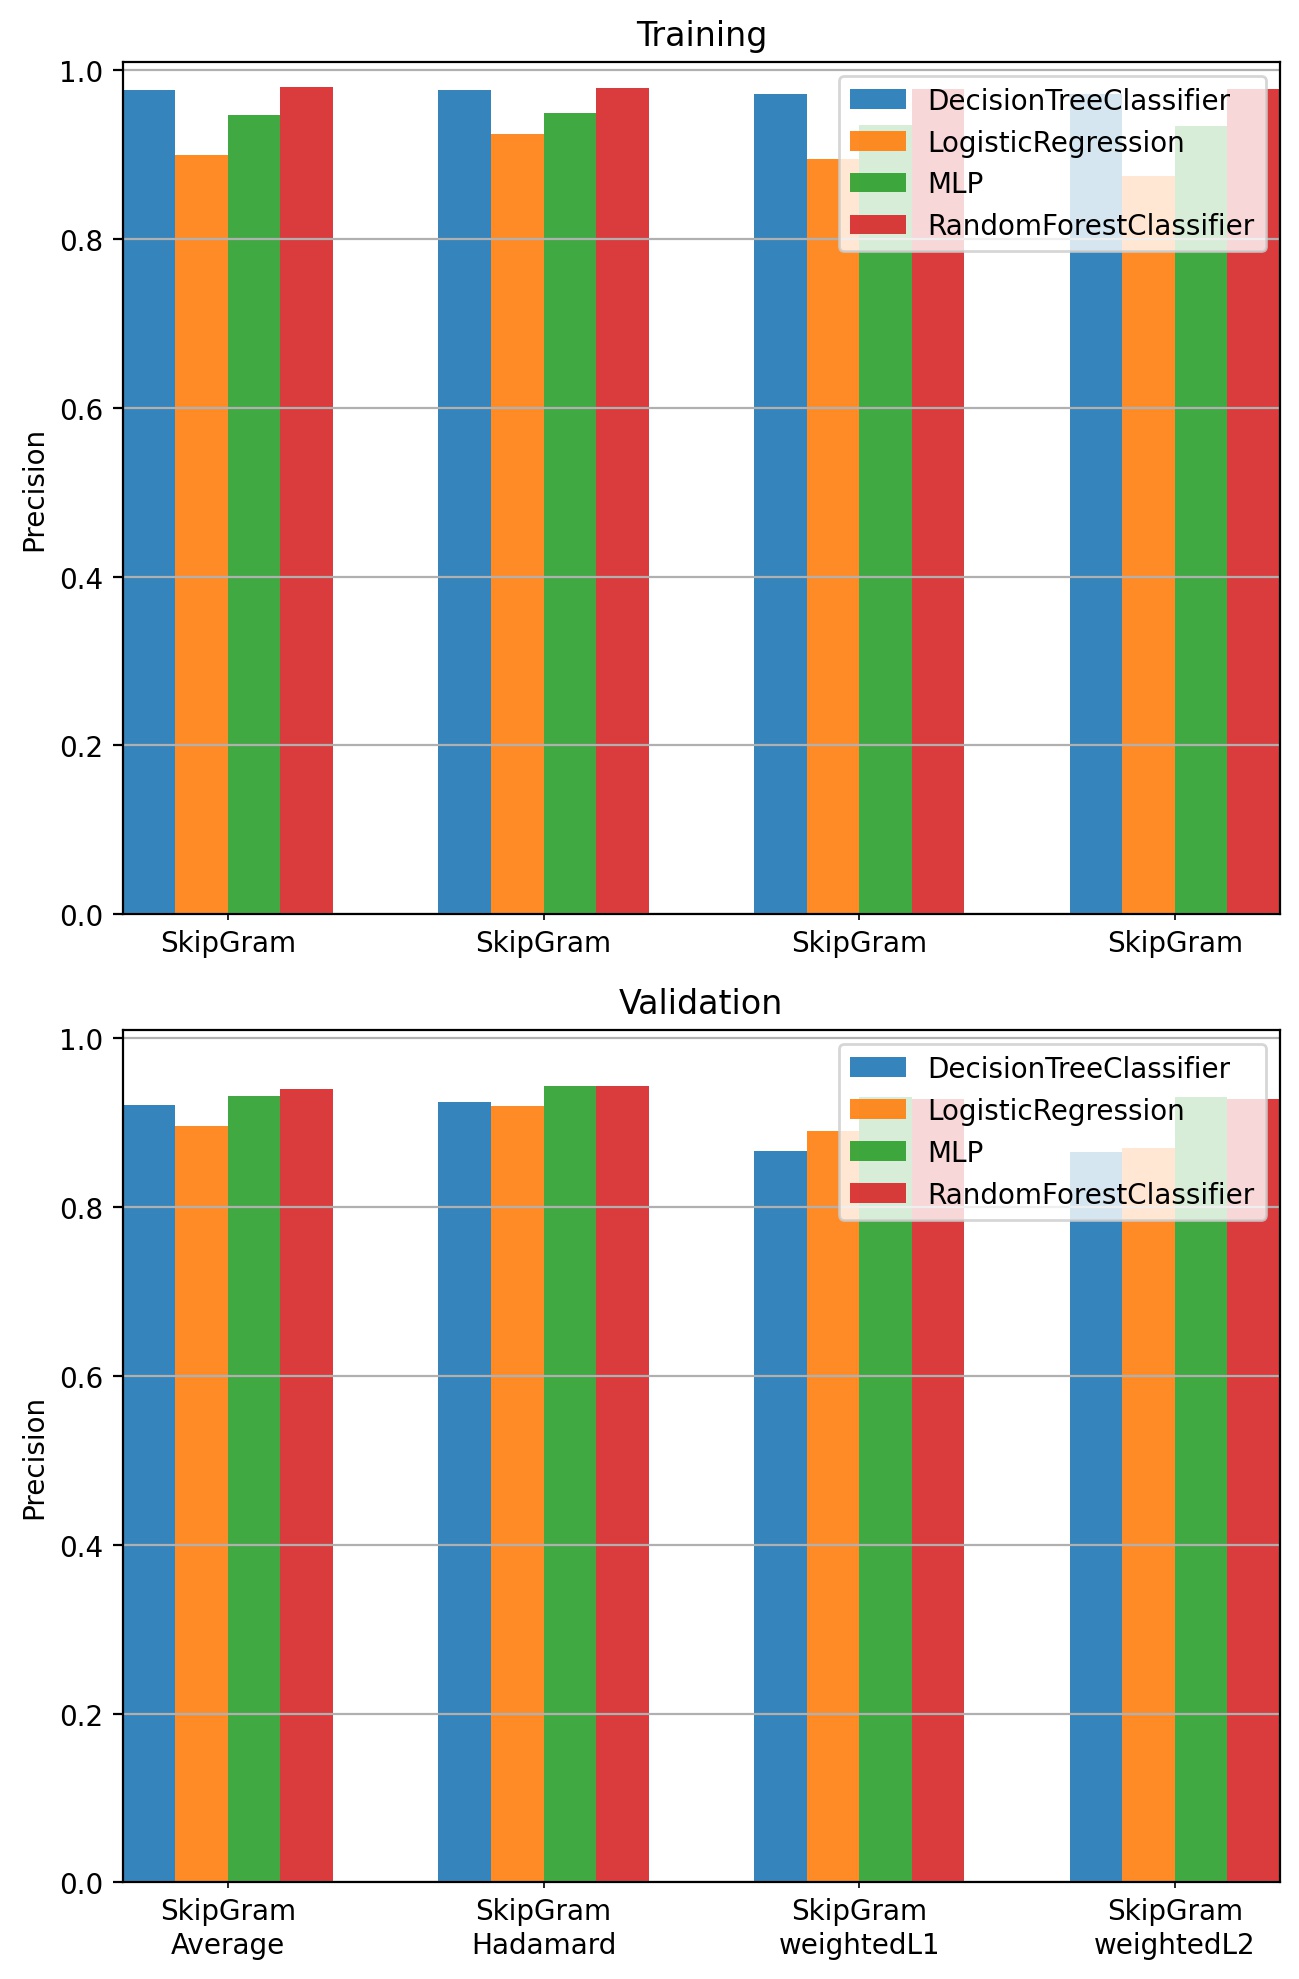 Training
1.0
0.8
0.6
0.4
0.2
0.0
Precision
DecisionTreeClassifier
LogisticRegression
MLP
RandomForestClassifier
SkipGram
SkipGram
SkipGram
SkipGram
Validation
1.0
0.8
0.6
0.4
0.2
0.0
Precision
DecisionTreeClassifier
LogisticRegression
MLP
RandomForestClassifier
SkipGram
Average
SkipGram
Hadamard
SkipGram
weightedL1
SkipGram
weightedL2